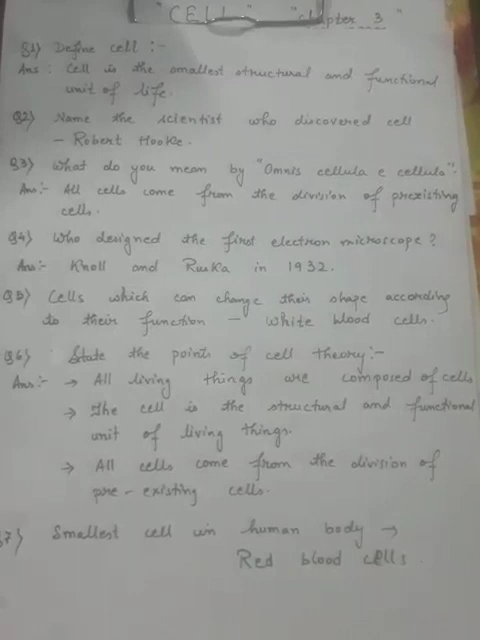 "CELL" "Chapter 3"
Q1) Define cell :-
Ans : Cell is the smallest structural and functional
unit of life.
Q2) Name the scientist who discovered cell
- Robert Hooke.
Q3) What do you mean by "Omnis cellula e cellula".
Ans:- All cells come from the division of prexisting
cells.
Q4) Who designed the first electron microscope?
Ans:- Knoll and Ruska in 1932.
Q5) Cells which can change their shape according
to their function - White blood cells.
Q6) State the points of cell theory:-
Ans:- → All living things are composed of cells
→ The cell is the structural and functional
unit of living things.
→ All cells come from the division of
pre-existing cells.
7) Smallest cell in human body →
Red blood cells.